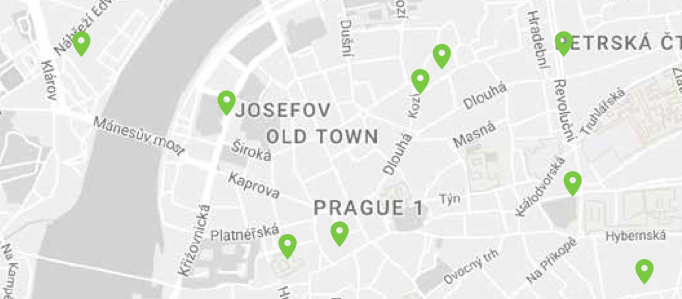 Nábřeží Edv
Klárov
Mánesův most
Dušní
Kozí
Hradební
PETRSKÁ ČT
JOSEFOV
OLD TOWN
Kozí
Dlouhá
Revoluční
Truhlářská
Široká
Dlouhá
Masná
Kaprova
Týn
Králodvorská
PRAGUE 1
Křižovnická
Platnéřská
Hybernská
Ovocný trh
Na Příkopě
Na Kampě